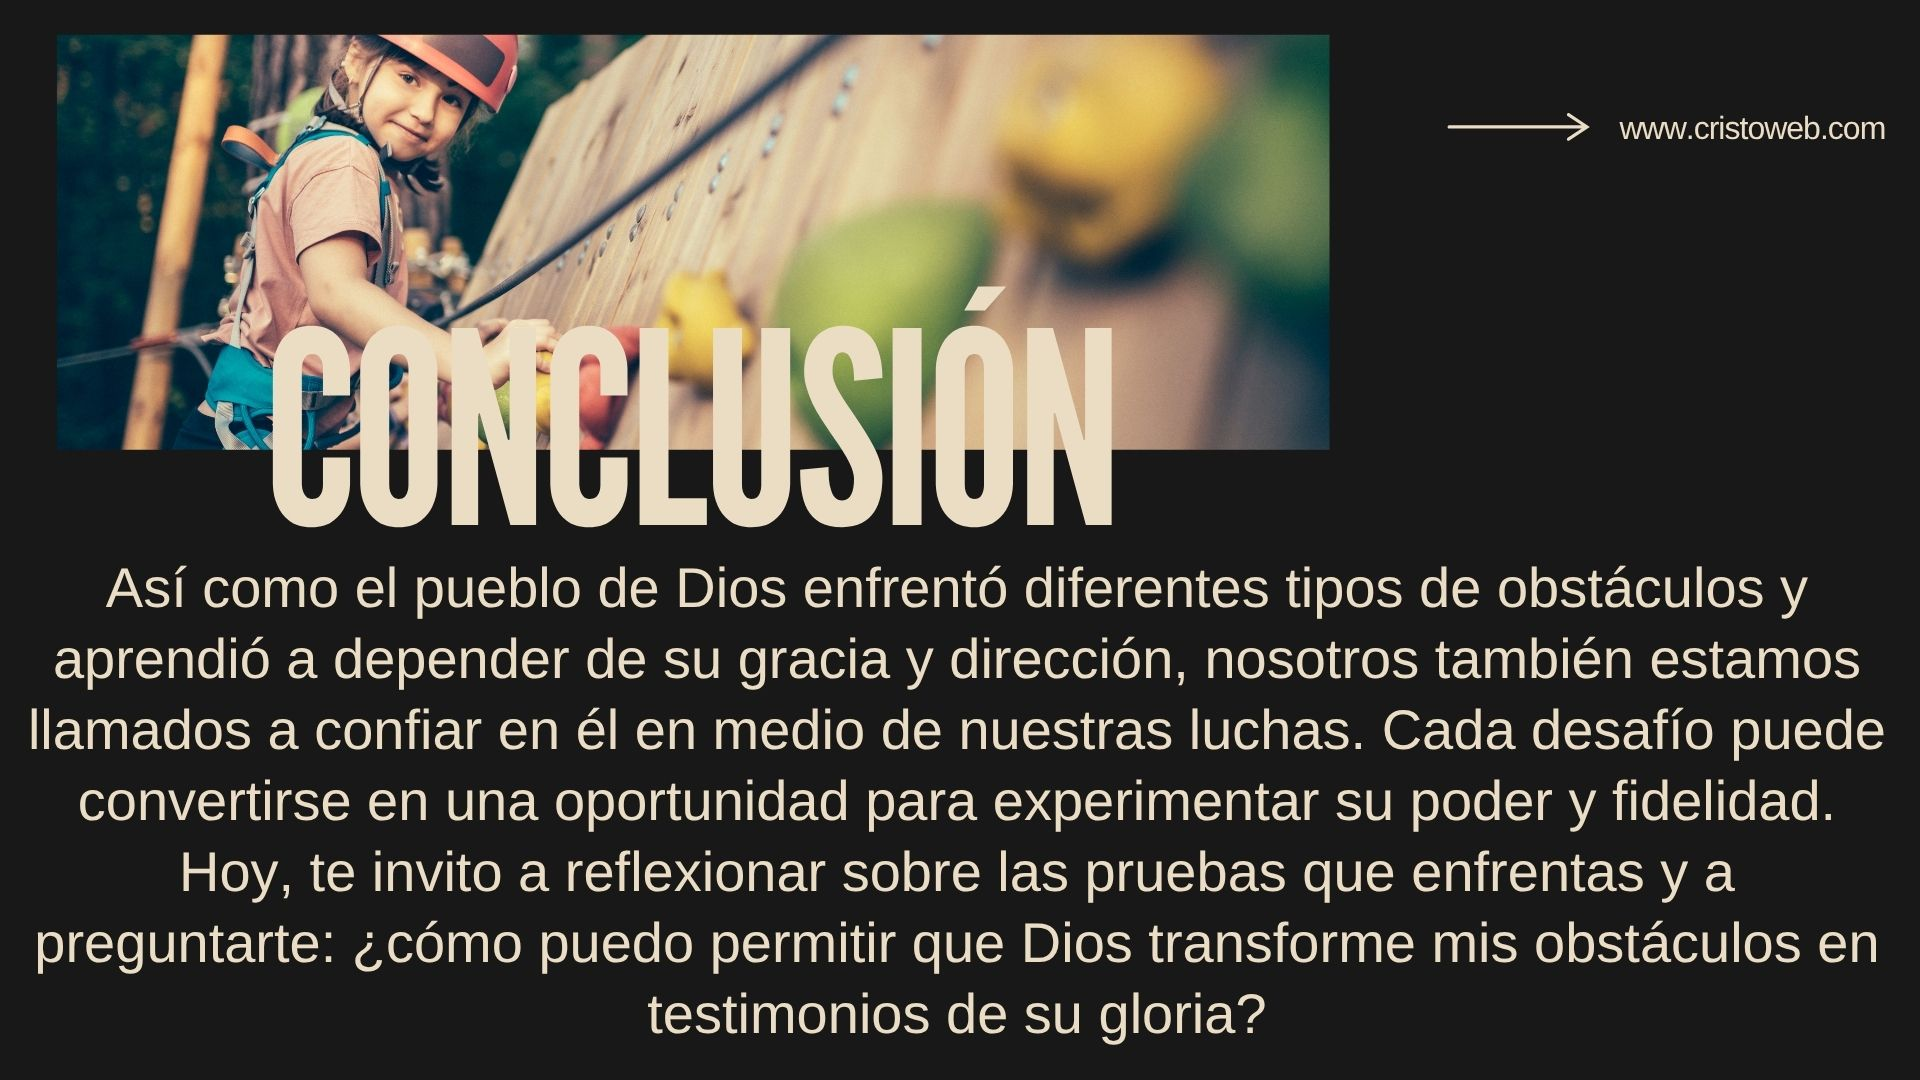 www.cristoweb.com
CONCLUSIÓN
Así como el pueblo de Dios enfrentó diferentes tipos de obstáculos y
aprendió a depender de su gracia y dirección, nosotros también estamos
llamados a confiar en él en medio de nuestras luchas. Cada desafío puede
convertirse en una oportunidad para experimentar su poder y fidelidad.
Hoy, te invito a reflexionar sobre las pruebas que enfrentas y a
preguntarte: ¿cómo puedo permitir que Dios transforme mis obstáculos en
testimonios de su gloria?